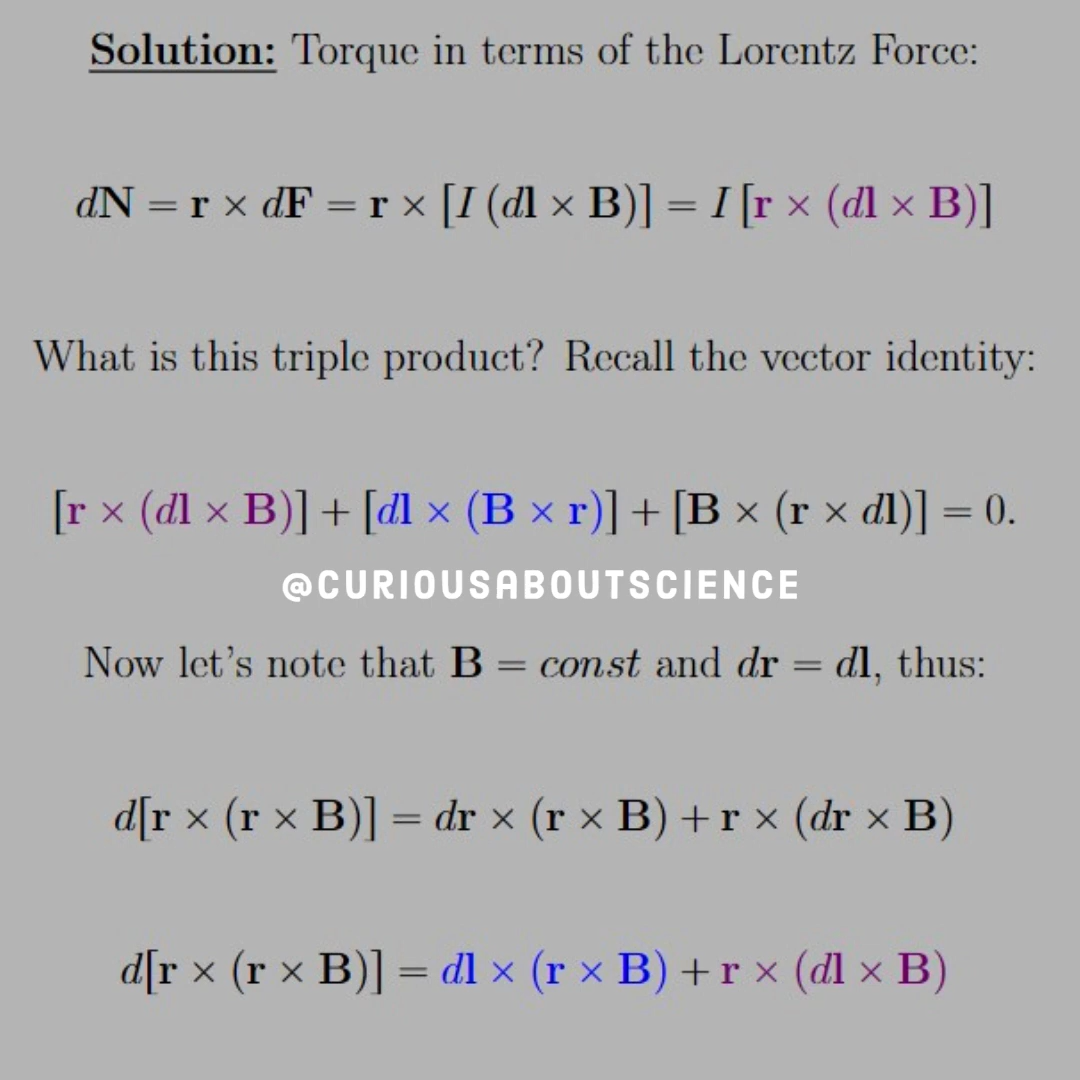 Solution: Torque in terms of the Lorentz Force:
d𝐍 = 𝐫 × d𝐅 = 𝐫 × [I (d𝐥 × 𝐁)] = I [𝐫 × (d𝐥 × 𝐁)]
What is this triple product? Recall the vector identity:
[𝐫 × (d𝐥 × 𝐁)] + [d𝐥 × (𝐁 × 𝐫)] + [𝐁 × (𝐫 × d𝐥)] = 0.
@CURIOUSABOUTSCIENCE
Now let's note that 𝐁 = const and d𝐫 = d𝐥, thus:
d[𝐫 × (𝐫 × 𝐁)] = d𝐫 × (𝐫 × 𝐁) + 𝐫 × (d𝐫 × 𝐁)
d[𝐫 × (𝐫 × 𝐁)] = d𝐥 × (𝐫 × 𝐁) + 𝐫 × (d𝐥 × 𝐁)